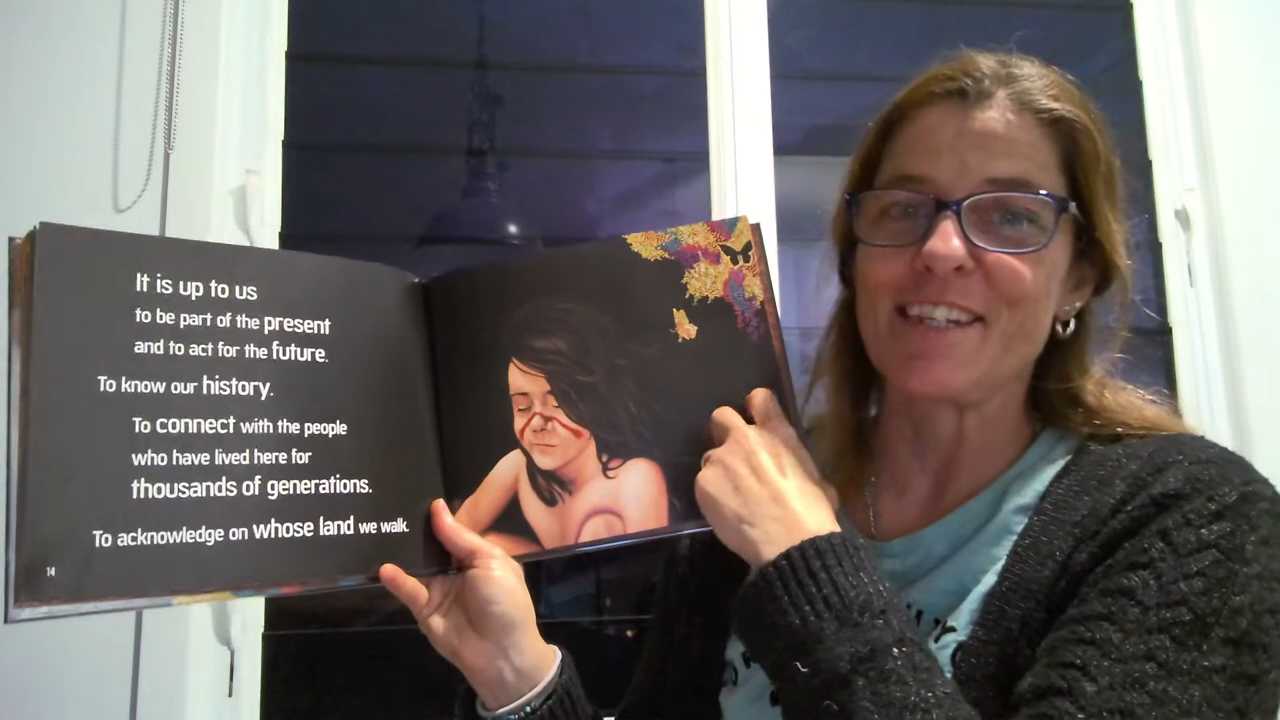 It is up to us
to be part of the present
and to act for the future.
To know our history.
To connect with the people
who have lived here for
thousands of generations.
To acknowledge on whose land we walk.
14